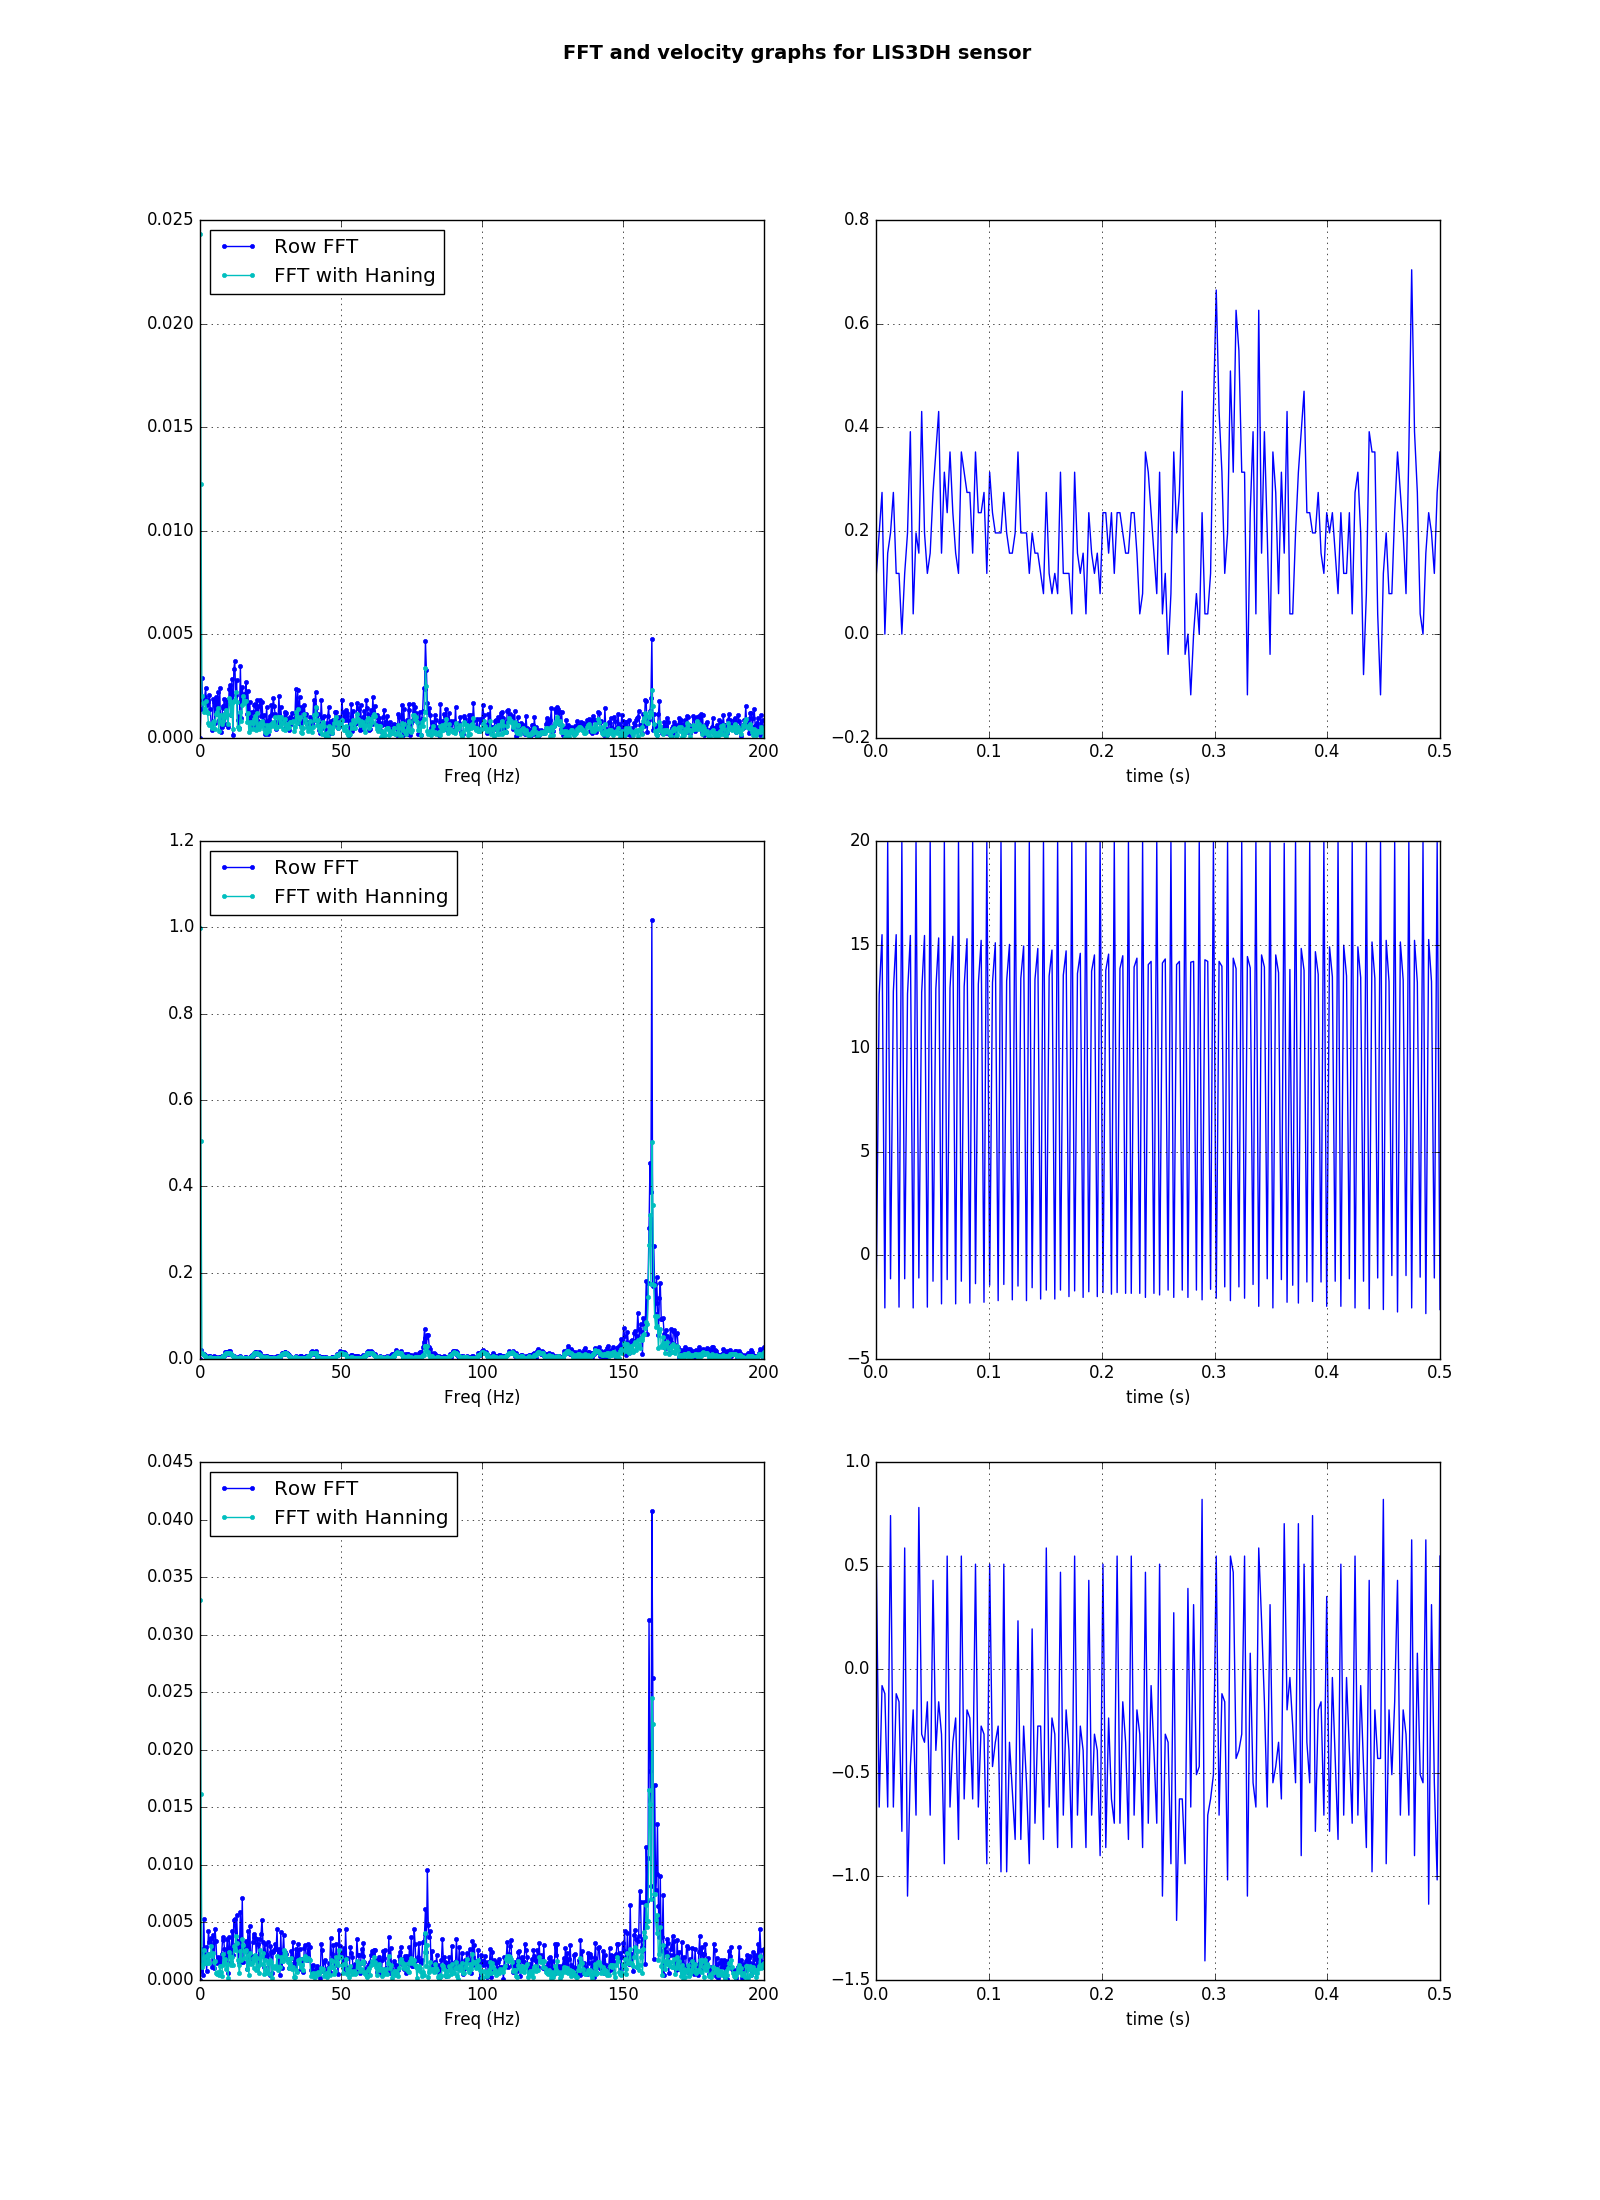 FFT and velocity graphs for LIS3DH sensor
0.025
0.020
0.015
0.010
0.005
0.000
Row FFT
FFT with Haning
0 50 100 150 200
Freq (Hz)
0.8
0.6
0.4
0.2
0.0
−0.2
0.0 0.1 0.2 0.3 0.4 0.5
time (s)
1.2
1.0
0.8
0.6
0.4
0.2
0.0
Row FFT
FFT with Hanning
0 50 100 150 200
Freq (Hz)
20
15
10
5
0
−5
0.0 0.1 0.2 0.3 0.4 0.5
time (s)
0.045
0.040
0.035
0.030
0.025
0.020
0.015
0.010
0.005
0.000
Row FFT
FFT with Hanning
0 50 100 150 200
Freq (Hz)
1.0
0.5
0.0
−0.5
−1.0
−1.5
0.0 0.1 0.2 0.3 0.4 0.5
time (s)